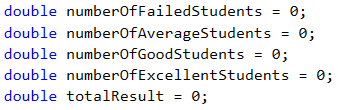 double numberOfFailedStudents = 0;
double numberOfAverageStudents = 0;
double numberOfGoodStudents = 0;
double numberOfExcellentStudents = 0;
double totalResult = 0;